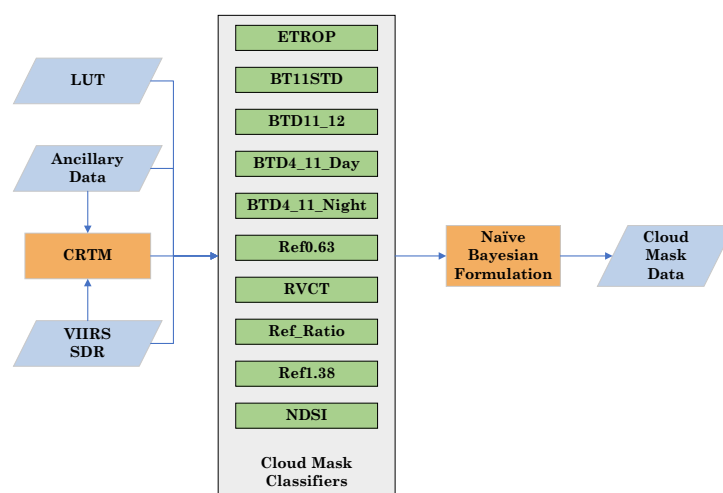 LUT
Ancillary
Data
CRTM
VIIRS
SDR
ETROP
BT11STD
BTD11_12
BTD4_11_Day
BTD4_11_Night
Ref0.63
RVCT
Ref_Ratio
Ref1.38
NDSI
Cloud Mask
Classifiers
Naïve
Bayesian
Formulation
Cloud
Mask
Data